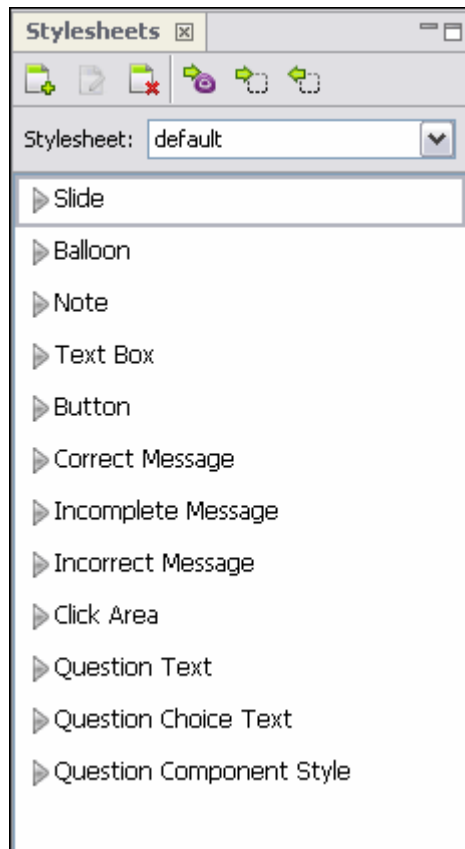 Stylesheets
Stylesheet: default
Slide
Balloon
Note
Text Box
Button
Correct Message
Incomplete Message
Incorrect Message
Click Area
Question Text
Question Choice Text
Question Component Style